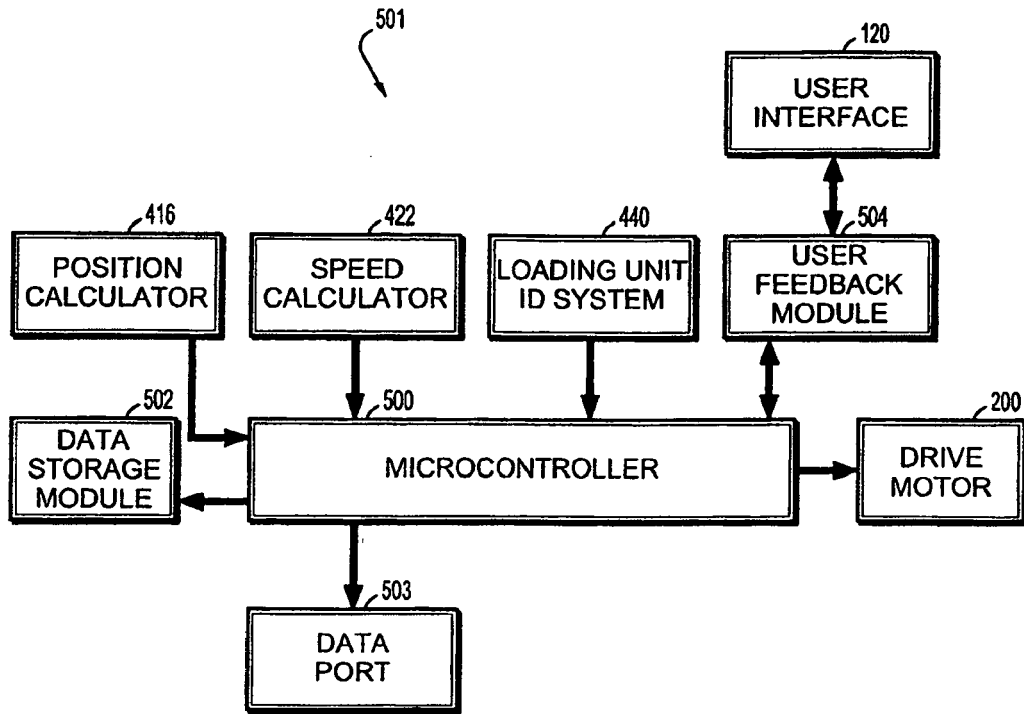 501
120
USER
INTERFACE
416
POSITION
CALCULATOR
422
SPEED
CALCULATOR
440
LOADING UNIT
ID SYSTEM
504
USER
FEEDBACK
MODULE
502
DATA
STORAGE
MODULE
500
MICROCONTROLLER
200
DRIVE
MOTOR
503
DATA
PORT